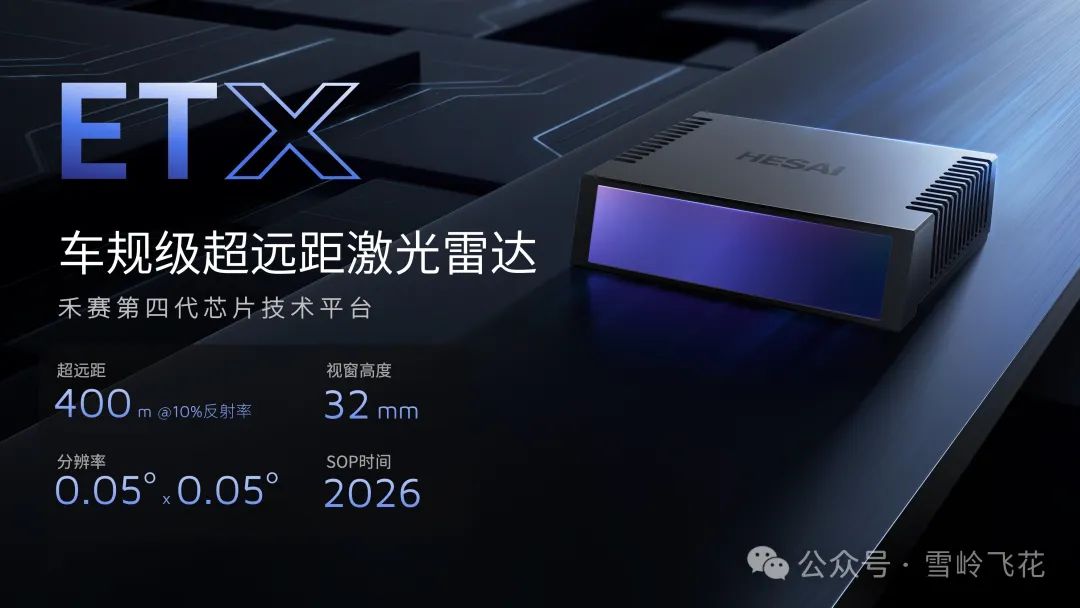 ETX
HESAI
车规级超远距激光雷达
禾赛第四代芯片技术平台
超远距
400 m @10%反射率
视窗高度
32 mm
分辨率
0.05° x 0.05°
SOP时间
2026
公众号 · 雪岭飞花